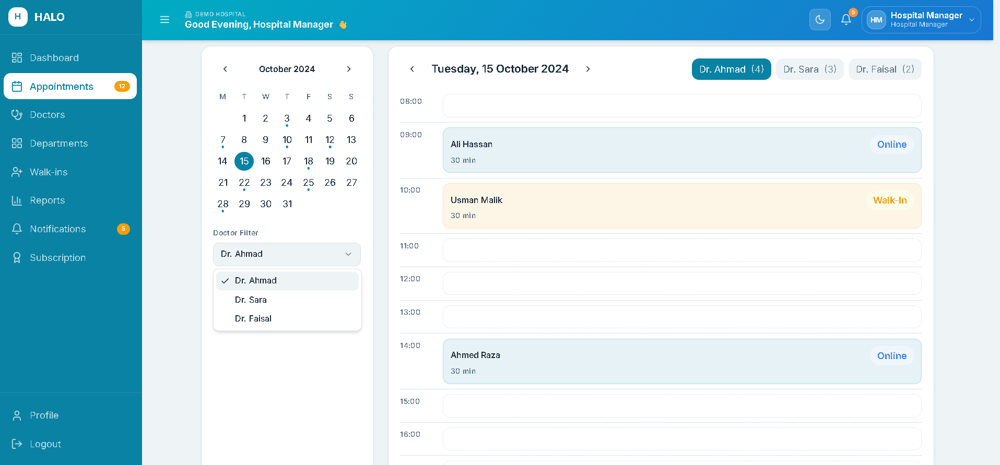 H HALO
Dashboard
Appointments 12
Doctors
Departments
Walk-ins
Reports
Notifications 5
Subscription
Profile
Logout
DEMO HOSPITAL
Good Evening, Hospital Manager 👋
5
HM
Hospital Manager
Hospital Manager
October 2024
M T W T F S S
1 2 3 4 5 6
7 8 9 10 11 12 13
14 15 16 17 18 19 20
21 22 23 24 25 26 27
28 29 30 31
Doctor Filter
Dr. Ahmad
Dr. Ahmad
Dr. Sara
Dr. Faisal
Tuesday, 15 October 2024
Dr. Ahmad (4) Dr. Sara (3) Dr. Faisal (2)
08:00
09:00
Ali Hassan Online
30 min
10:00
Usman Malik Walk-In
30 min
11:00
12:00
13:00
14:00
Ahmed Raza Online
30 min
15:00
16:00